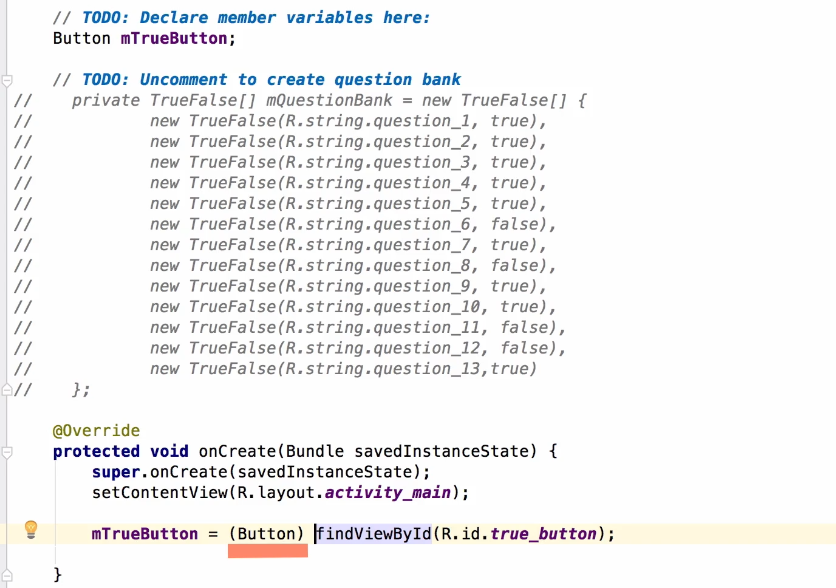 // TODO: Declare member variables here:
Button mTrueButton;
// TODO: Uncomment to create question bank
//    private TrueFalse[] mQuestionBank = new TrueFalse[] {
//            new TrueFalse(R.string.question_1, true),
//            new TrueFalse(R.string.question_2, true),
//            new TrueFalse(R.string.question_3, true),
//            new TrueFalse(R.string.question_4, true),
//            new TrueFalse(R.string.question_5, true),
//            new TrueFalse(R.string.question_6, false),
//            new TrueFalse(R.string.question_7, true),
//            new TrueFalse(R.string.question_8, false),
//            new TrueFalse(R.string.question_9, true),
//            new TrueFalse(R.string.question_10, true),
//            new TrueFalse(R.string.question_11, false),
//            new TrueFalse(R.string.question_12, false),
//            new TrueFalse(R.string.question_13,true)
//    };
@Override
protected void onCreate(Bundle savedInstanceState) {
super.onCreate(savedInstanceState);
setContentView(R.layout.activity_main);
mTrueButton = (Button) findViewById(R.id.true_button);
}